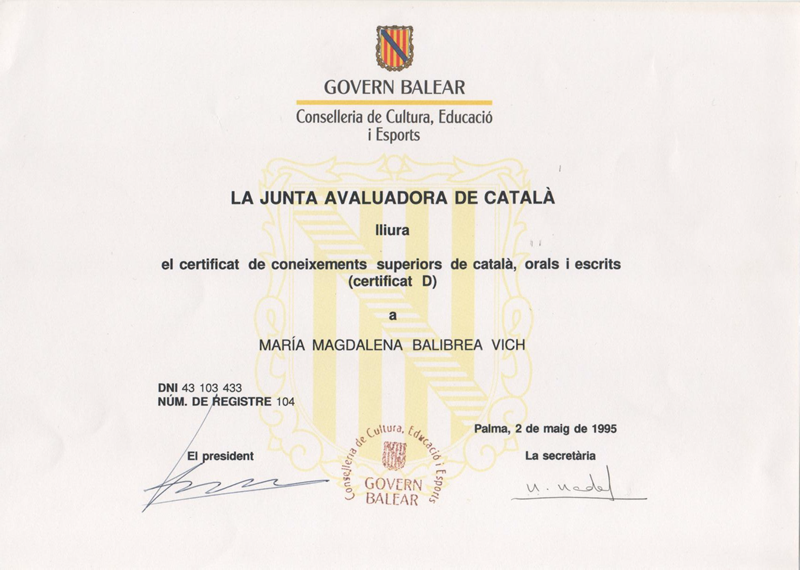 GOVERN BALEAR
Conselleria de Cultura, Educació
i Esports
LA JUNTA AVALUADORA DE CATALÀ
lliura
el certificat de coneixements superiors de català, orals i escrits
(certificat D)
a
MARÍA MAGDALENA BALIBREA VICH
DNI 43 103 433
NÚM. DE REGISTRE 104
Palma, 2 de maig de 1995
El president
La secretària
Conselleria de Cultura, Educació i Esports
GOVERN
BALEAR